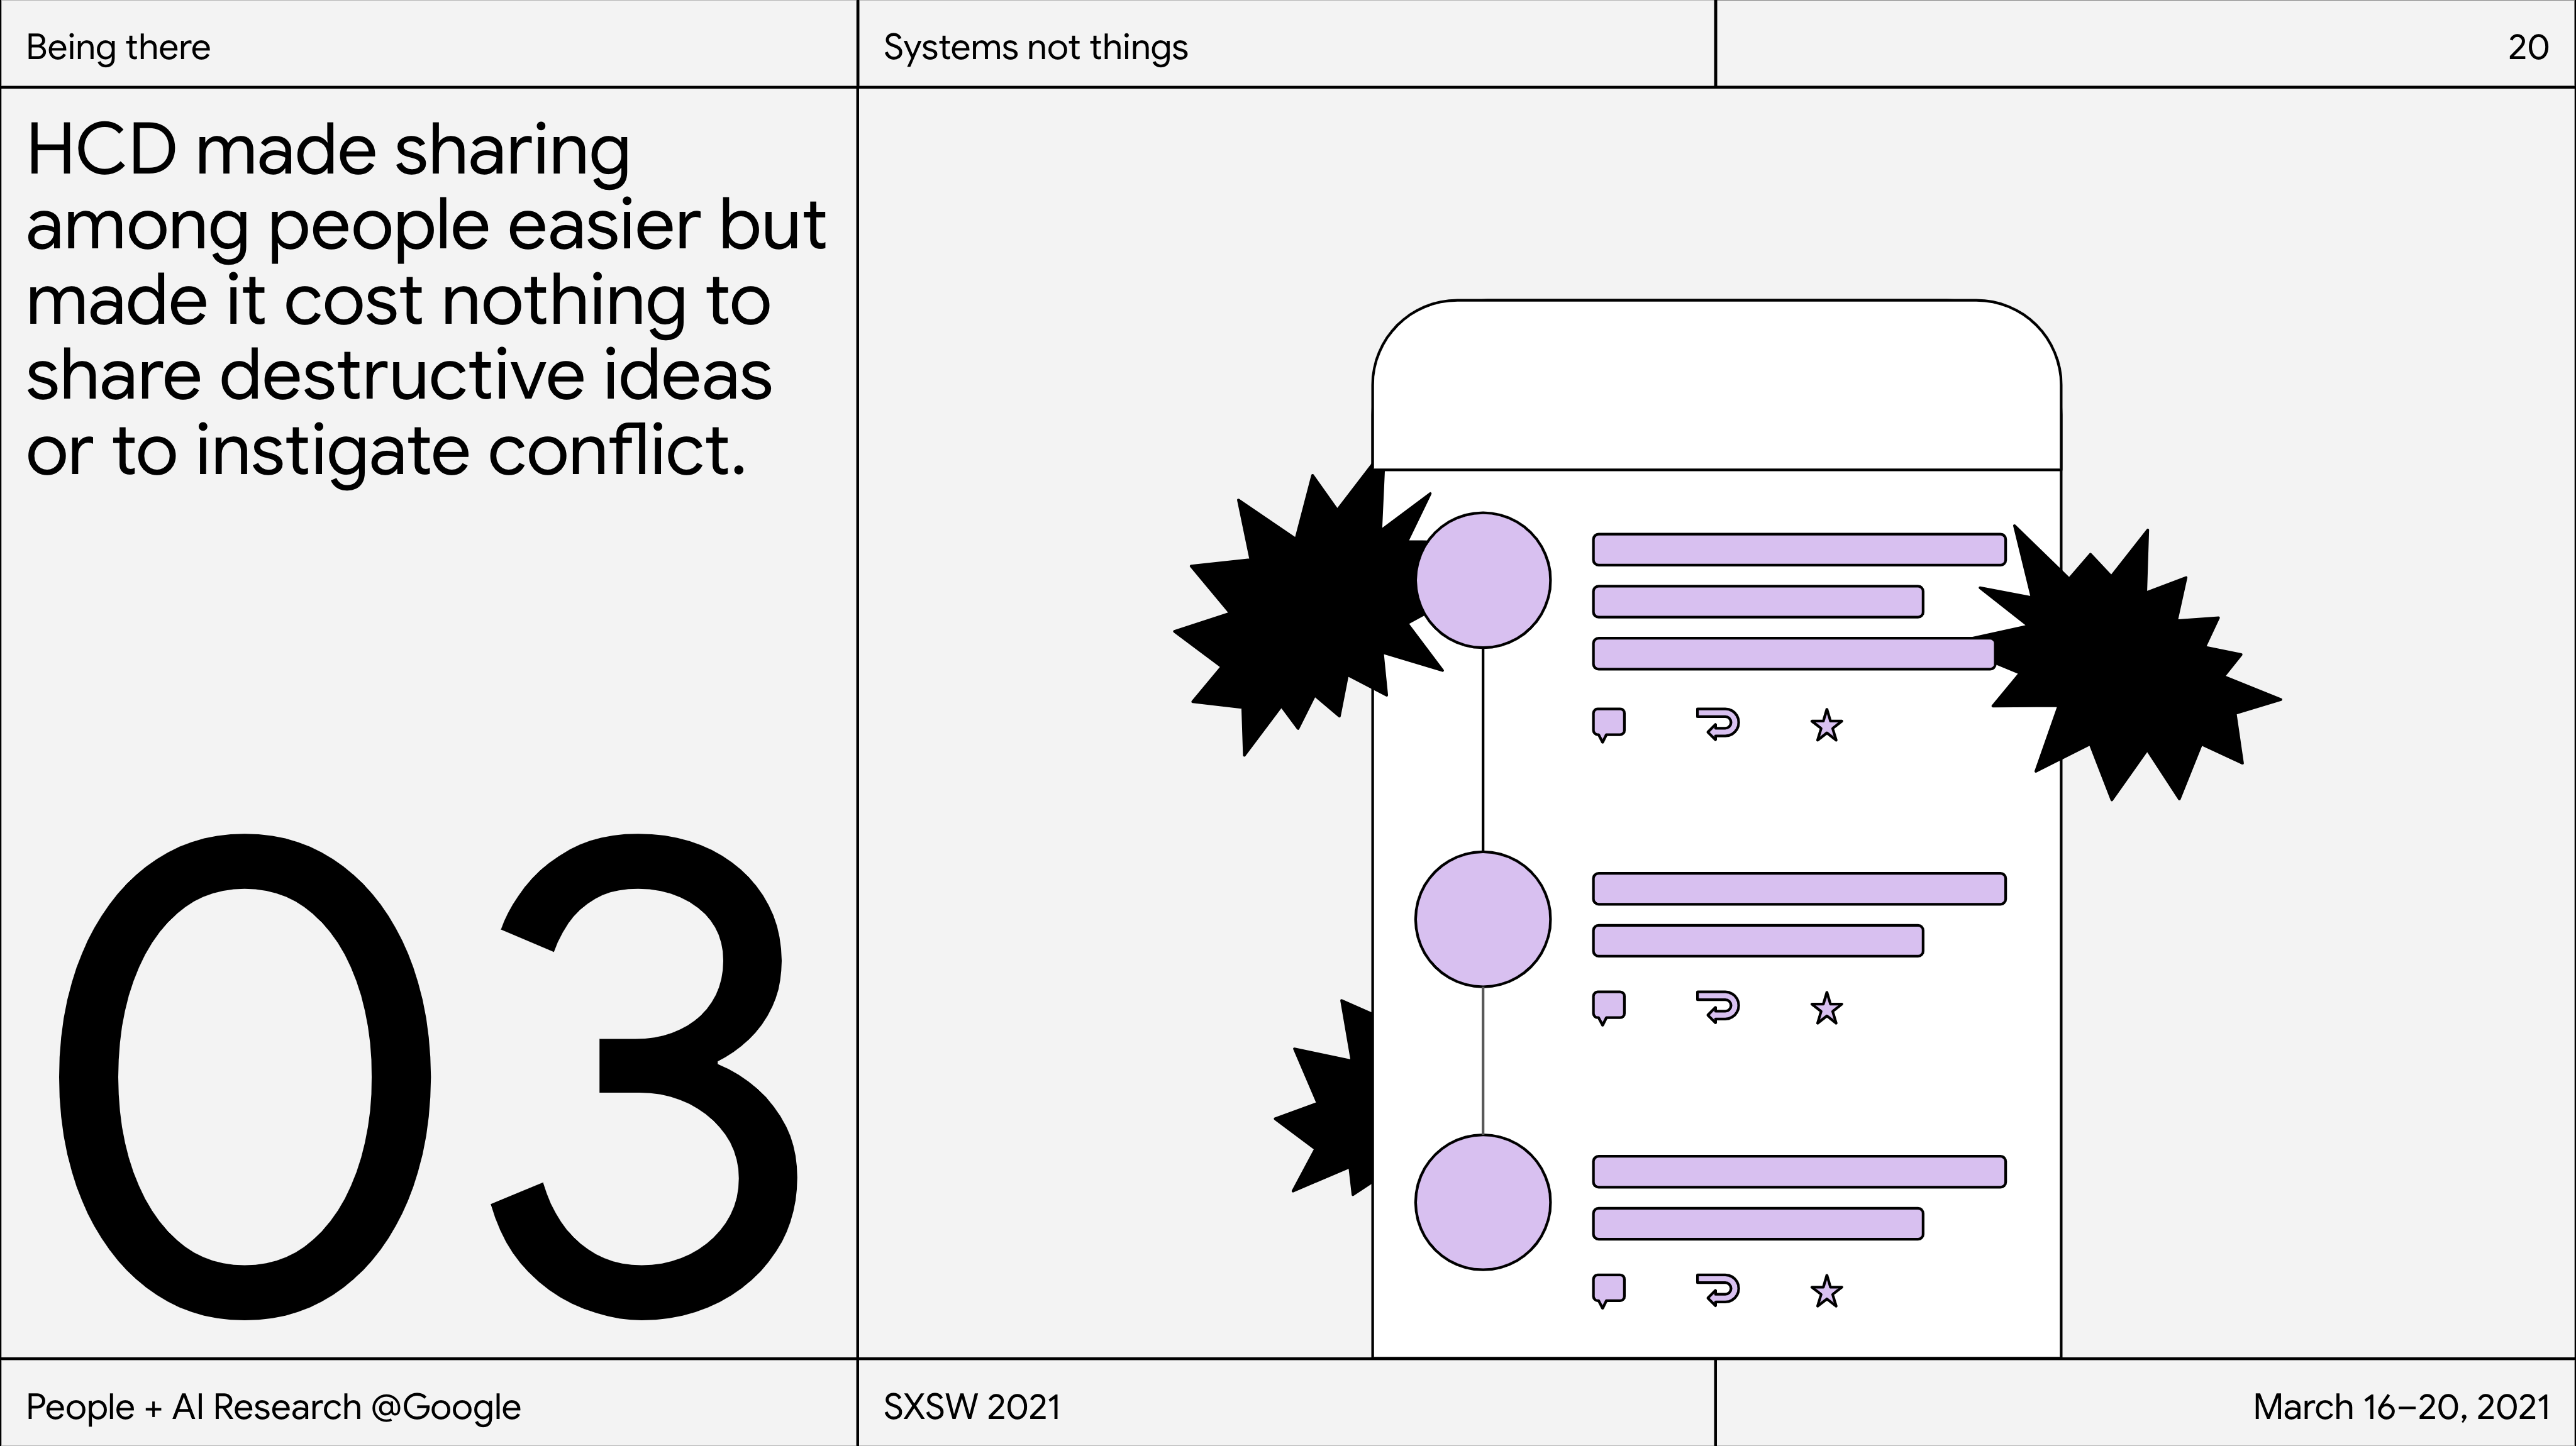 Being there
Systems not things
20
HCD made sharing
among people easier but
made it cost nothing to
share destructive ideas
or to instigate conflict.
03
People + AI Research @Google
SXSW 2021
March 16–20, 2021